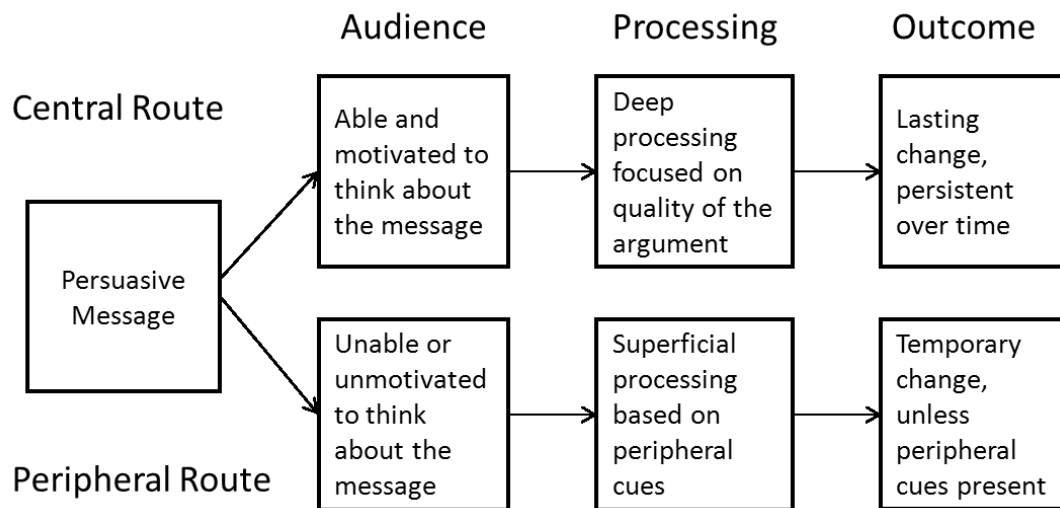 Audience
Processing
Outcome
Central Route
Able and
motivated to
think about
the message
Deep
processing
focused on
quality of the
argument
Lasting
change,
persistent
over time
Persuasive
Message
Unable or
unmotivated
to think
about the
message
Superficial
processing
based on
peripheral
cues
Temporary
change,
unless
peripheral
cues present
Peripheral Route